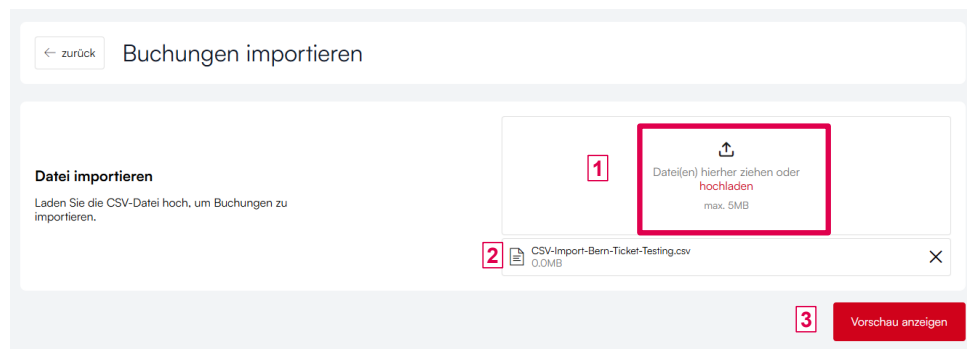 ← zurück
Buchungen importieren
Datei importieren
Laden Sie die CSV-Datei hoch, um Buchungen zu
importieren.
1
Datei(en) hierher ziehen oder
hochladen
max. 5MB
2
CSV-Import-Bern-Ticket-Testing.csv
0.0MB
3
Vorschau anzeigen